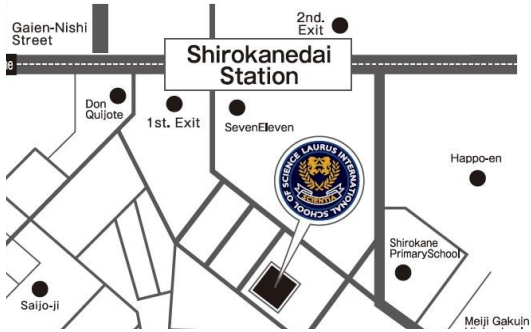 Gaien-Nishi
Street
2nd.
Exit
Shirokanedai
Station
Don
Quijote
1st. Exit
SevenEleven
LAURUS INTERNATIONAL SCHOOL OF SCIENCE
SCIENTIA
Happo-en
Shirokane
PrimarySchool
Saijo-ji
Meiji Gakuin